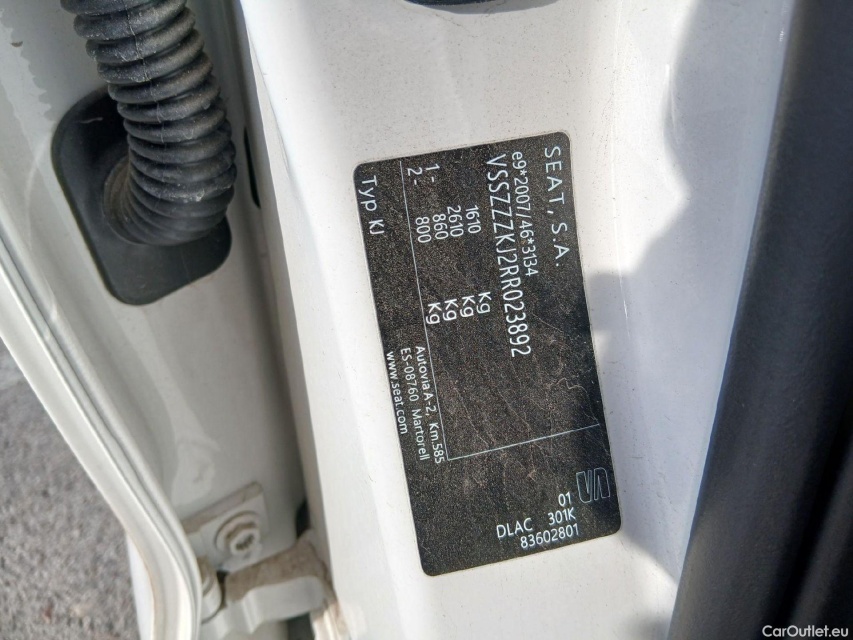 SEAT, S.A.
e9*2007/46*3134
VSSZZZKJ2RR023892
1610 Kg
2610 Kg
1- 860 Kg
2- 800 Kg
Typ KJ
Autovia A-2, Km.585
ES-08760 Martorell
www.seat.com
01
DLAC 301K
83602801
CarOutlet.eu